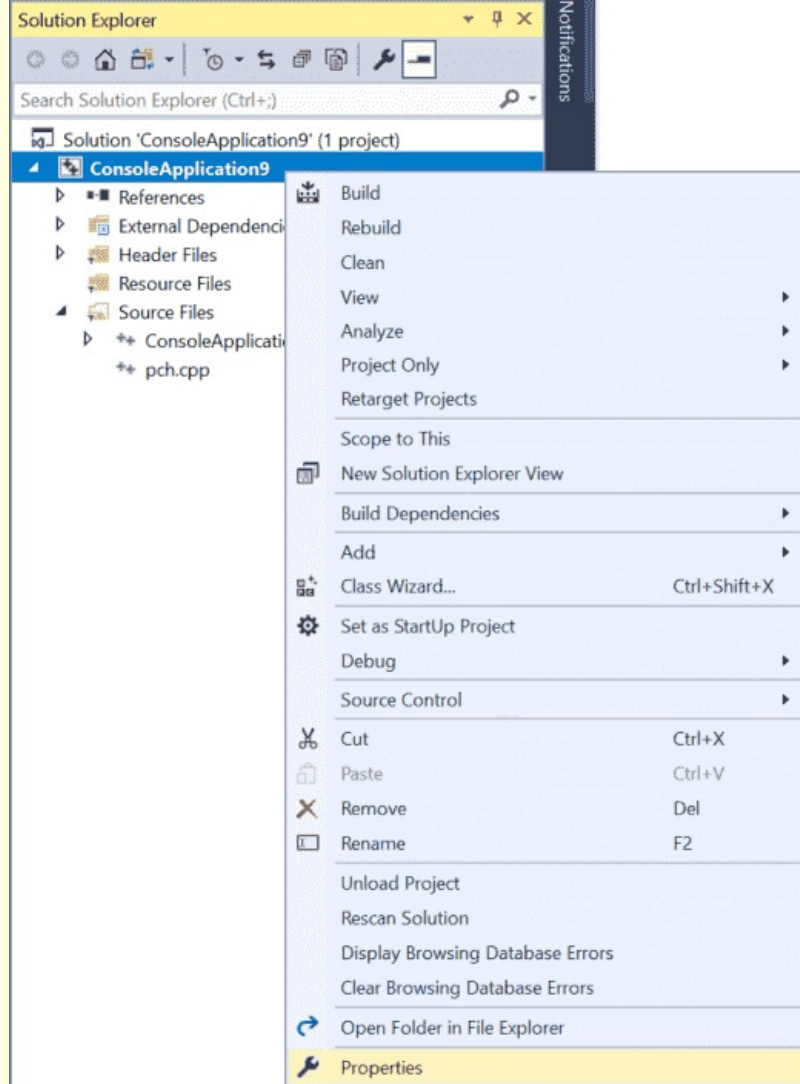 Solution Explorer
Notifications
Search Solution Explorer (Ctrl+;)
Solution 'ConsoleApplication9' (1 project)
ConsoleApplication9
References
External Dependenci
Header Files
Resource Files
Source Files
ConsoleApplicati
pch.cpp
Build
Rebuild
Clean
View
Analyze
Project Only
Retarget Projects
Scope to This
New Solution Explorer View
Build Dependencies
Add
Class Wizard... Ctrl+Shift+X
Set as StartUp Project
Debug
Source Control
Cut Ctrl+X
Paste Ctrl+V
Remove Del
Rename F2
Unload Project
Rescan Solution
Display Browsing Database Errors
Clear Browsing Database Errors
Open Folder in File Explorer
Properties